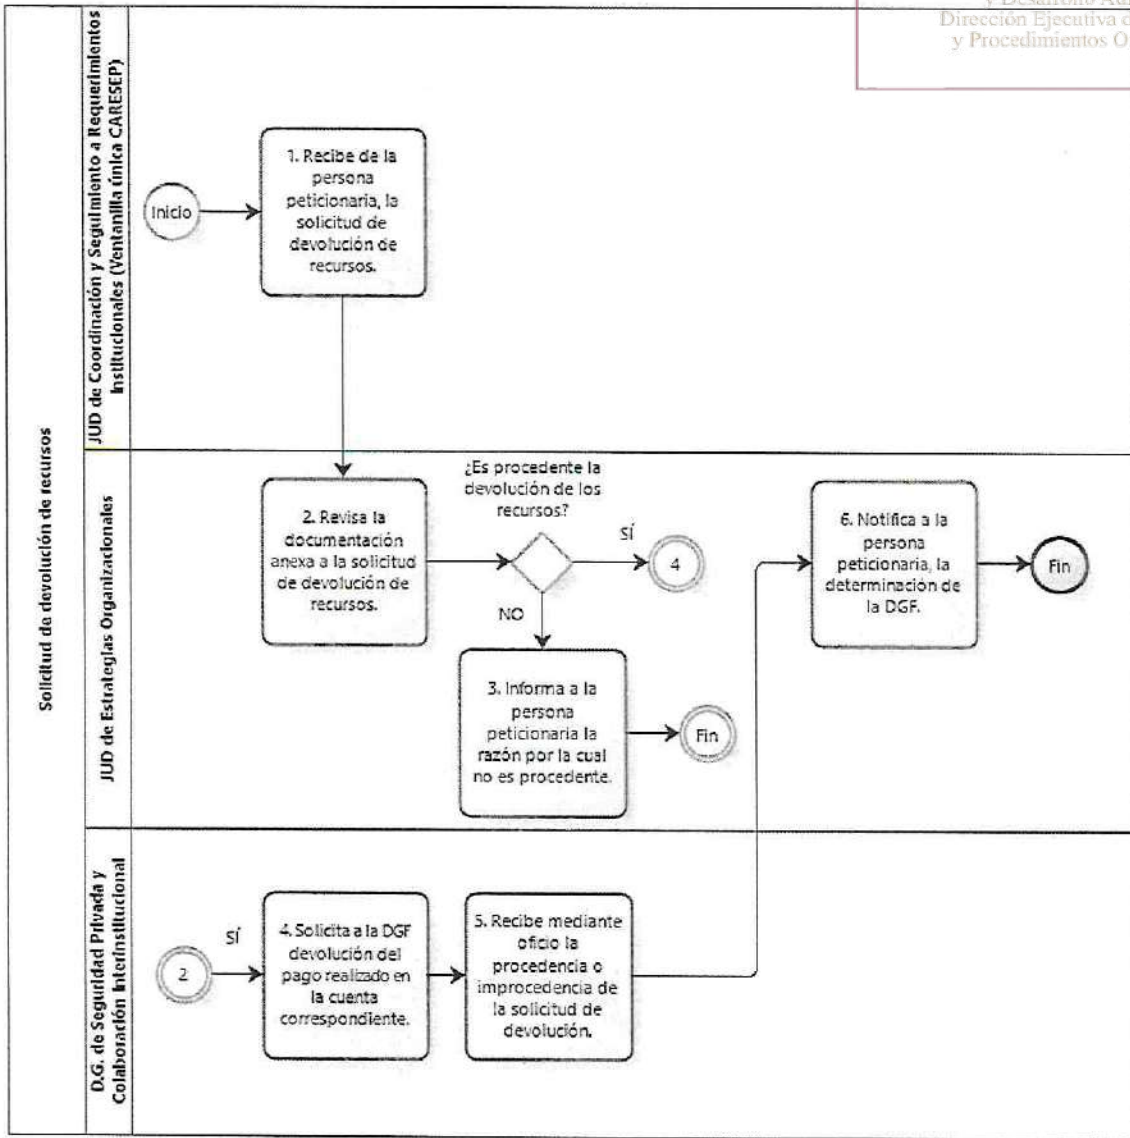 y Desarrollo
Dirección Ejecutiva
y Procedimientos
Solicitud de devolución de recursos
JUD de Coordinación y Seguimiento a Requerimientos
Institucionales (Ventanilla única CARESEP)
Inicio
1. Recibe de la
persona
peticionaria, la
solicitud de
devolución de
recursos.
JUD de Estrategias Organizacionales
2. Revisa la
documentación
anexa a la solicitud
de devolución de
recursos.
¿Es procedente la
devolución de los
recursos?
SÍ
4
NO
3. Informa a la
persona
peticionaria la
razón por la cual
no es procedente.
Fin
6. Notifica a la
persona
peticionaria, la
determinación de
la DGF.
Fin
D.G. de Seguridad Privada y
Colaboración Interinstitucional
2
SÍ
4. Solicita a la DGF
devolución del
pago realizado en
la cuenta
correspondiente.
5. Recibe mediante
oficio la
procedencia o
improcedencia de
la solicitud de
devolución.